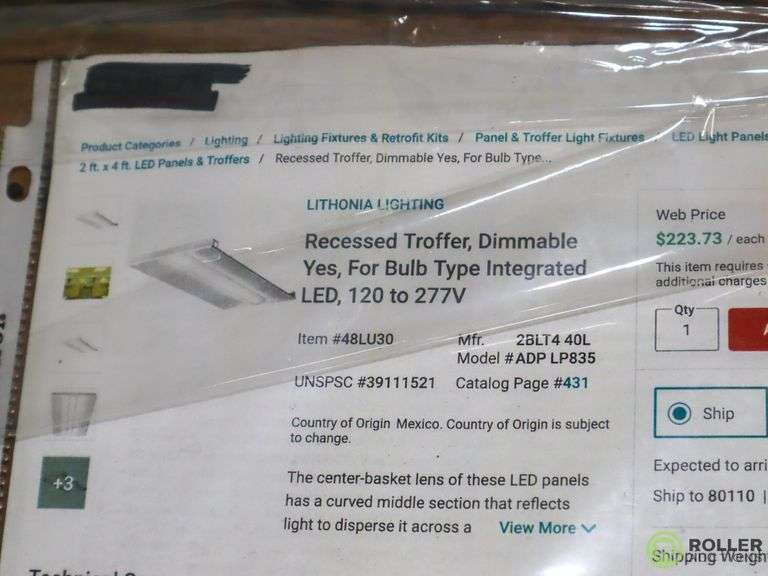 Product Categories / Lighting / Lighting Fixtures & Retrofit Kits / Panel & Troffer Light Fixtures LED Light Panels
2 ft. x 4 ft. LED Panels & Troffers / Recessed Troffer, Dimmable Yes, For Bulb Type...
LITHONIA LIGHTING
Recessed Troffer, Dimmable
Yes, For Bulb Type Integrated
LED, 120 to 277V
Item #48LU30
Mfr. 2BLT4 40L
Model #ADP LP835
UNSPSC #39111521 Catalog Page #431
Country of Origin Mexico. Country of Origin is subject
to change.
The center-basket lens of these LED panels
has a curved middle section that reflects
light to disperse it across a View More
+3
Web Price
$223.73 / each
This item requires
additional charges
Qty
1
Ship
Expected to arri
Ship to 80110 |
Shipping Weigh
ROLLER